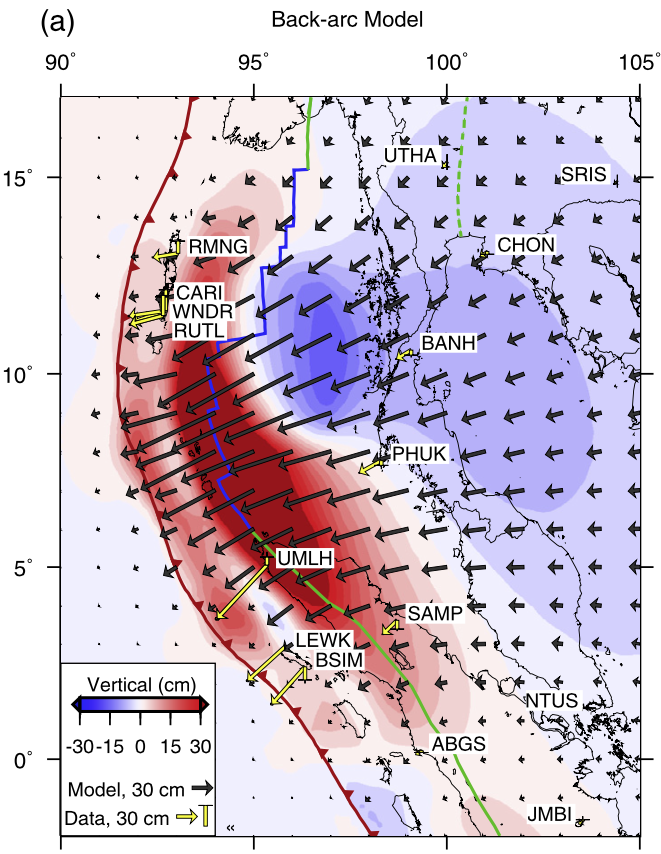 (a)
Back-arc Model
90° 95° 100° 105°
UTHA
15°
SRIS
RMNG
CHON
CARI
WNDR
RUTL
BANH
10°
PHUK
5°
UMLH
SAMP
LEWK
BSIM
Vertical (cm)
NTUS
-30 -15 0 15 30
ABGS
0°
Model, 30 cm
Data, 30 cm
JMBI
«